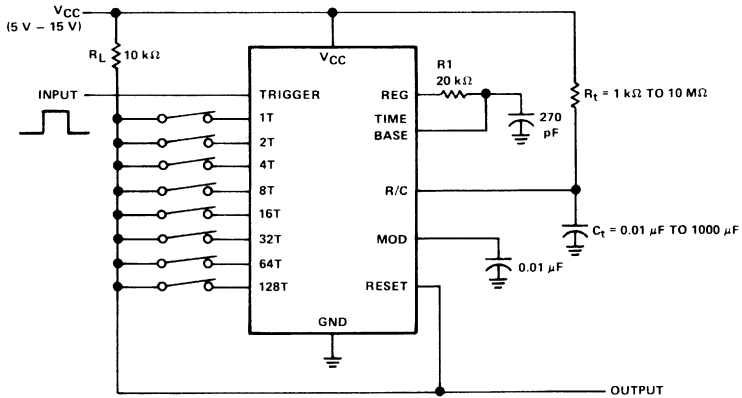 VCC
(5 V – 15 V)
RL
10 kΩ
VCC
R1
20 kΩ
Rt = 1 kΩ TO 10 MΩ
INPUT
TRIGGER
REG
1T
TIME
BASE
270
pF
2T
4T
8T
R/C
16T
Ct = 0.01 µF TO 1000 µF
32T
MOD
64T
0.01 µF
128T
RESET
GND
OUTPUT